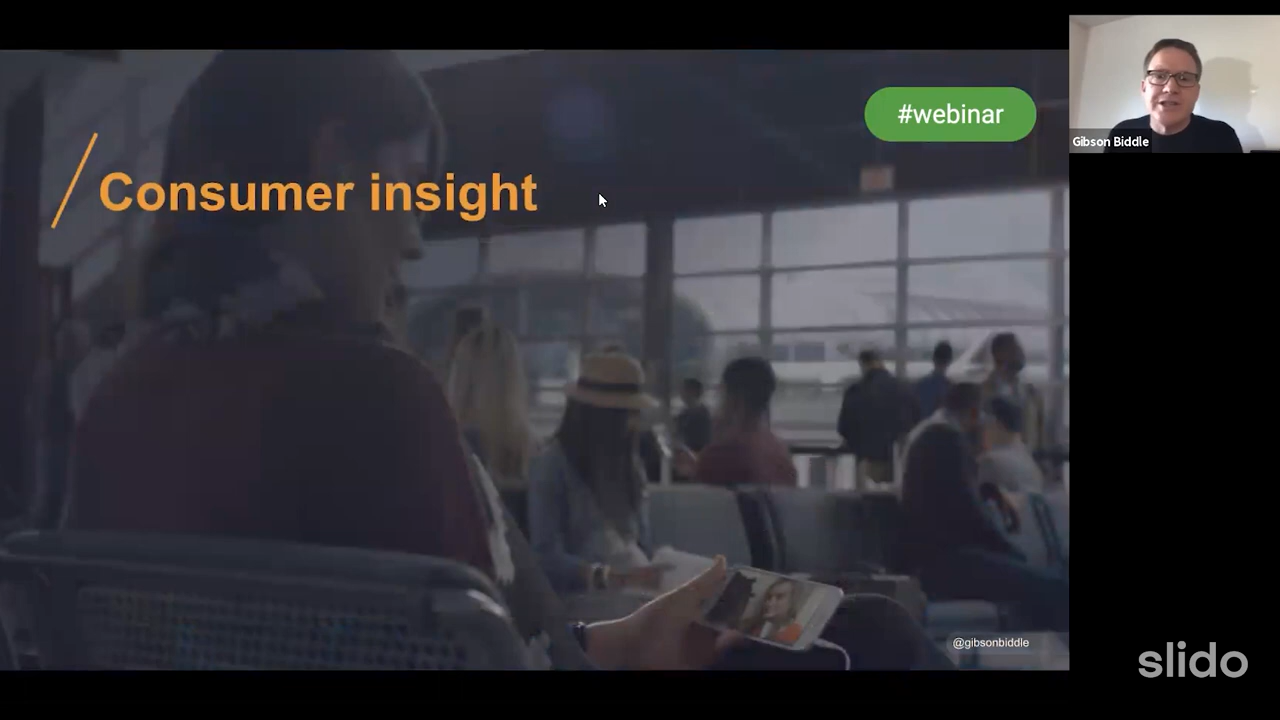 #webinar
Gibson Biddle
Consumer insight
@gibsonbiddle
slido